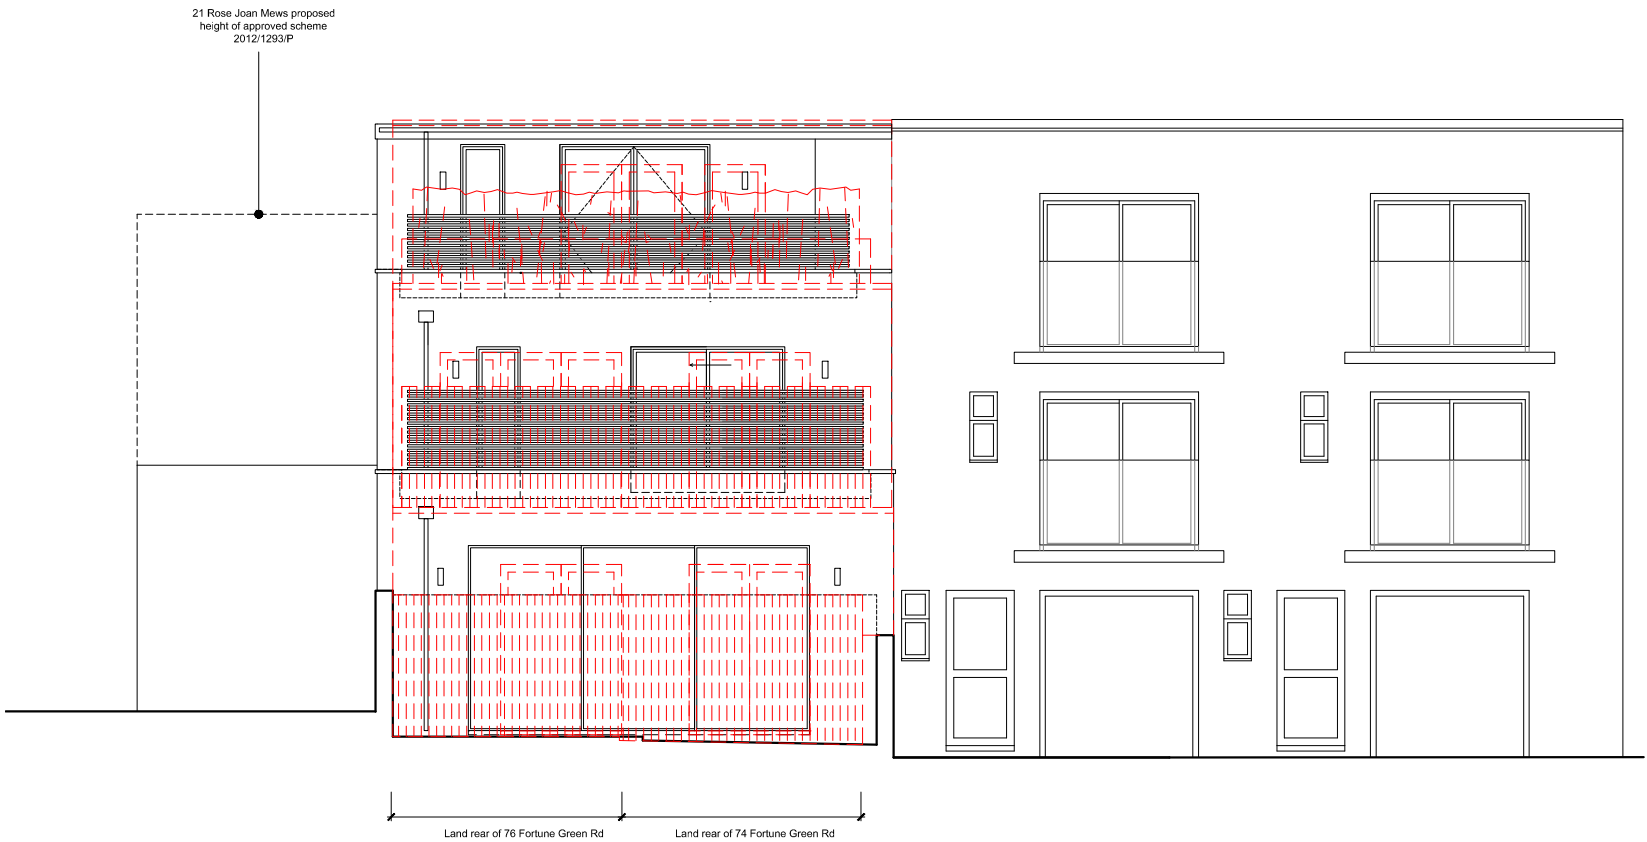 21 Rose Joan Mews proposed
height of approved scheme
2012/1293/P
Land rear of 76 Fortune Green Rd
Land rear of 74 Fortune Green Rd